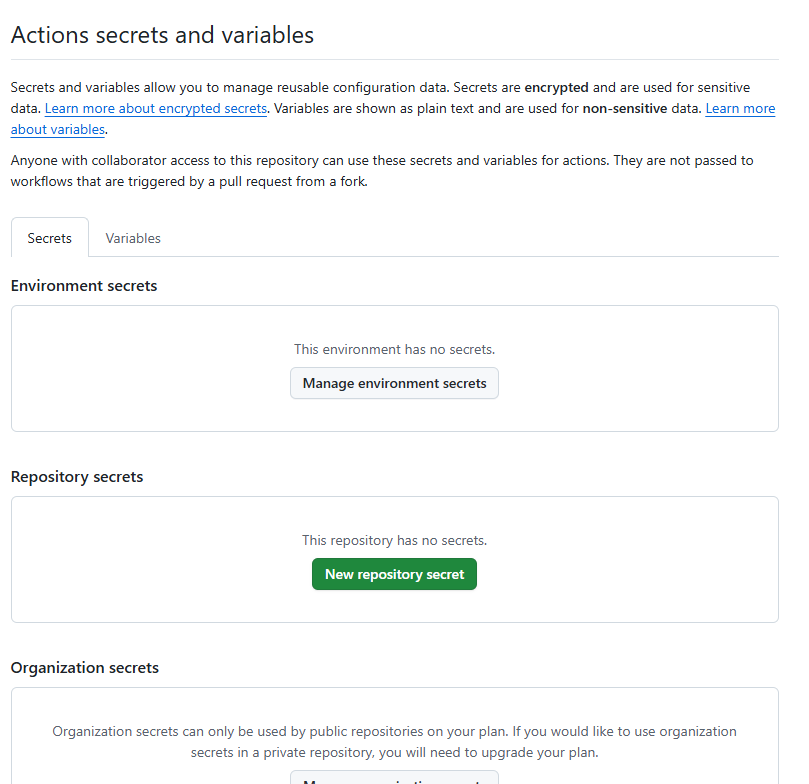 Actions secrets and variables
Secrets and variables allow you to manage reusable configuration data. Secrets are encrypted and are used for sensitive
data. Learn more about encrypted secrets. Variables are shown as plain text and are used for non-sensitive data. Learn more
about variables.
Anyone with collaborator access to this repository can use these secrets and variables for actions. They are not passed to
workflows that are triggered by a pull request from a fork.
Secrets Variables
Environment secrets
This environment has no secrets.
Manage environment secrets
Repository secrets
This repository has no secrets.
New repository secret
Organization secrets
Organization secrets can only be used by public repositories on your plan. If you would like to use organization
secrets in a private repository, you will need to upgrade your plan.